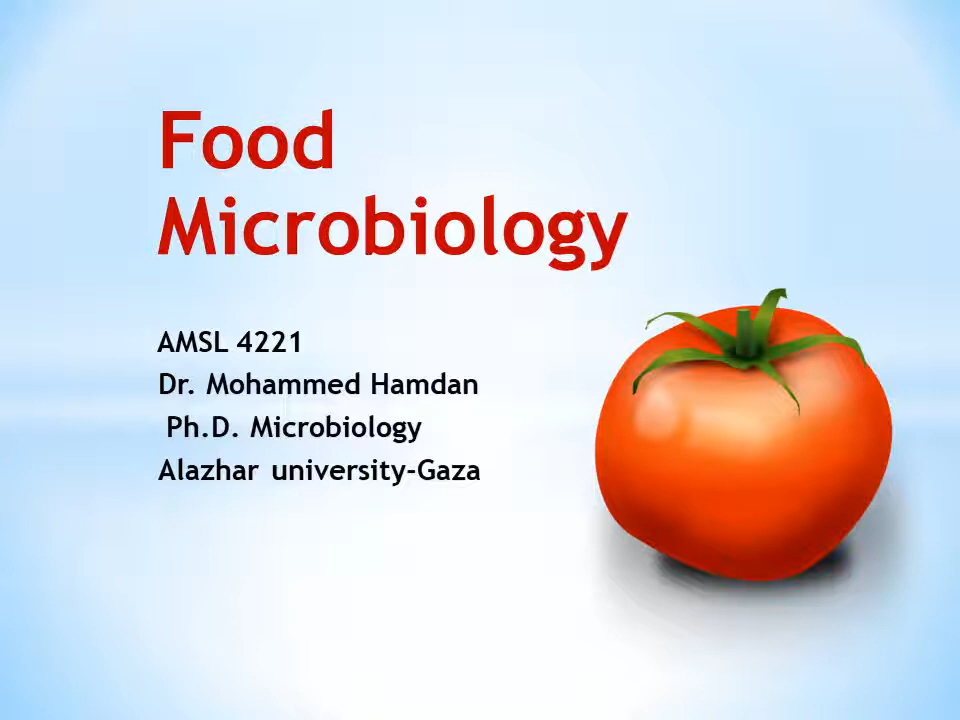 Food
Microbiology
AMSL 4221
Dr. Mohammed Hamdan
Ph.D. Microbiology
Alazhar university-Gaza